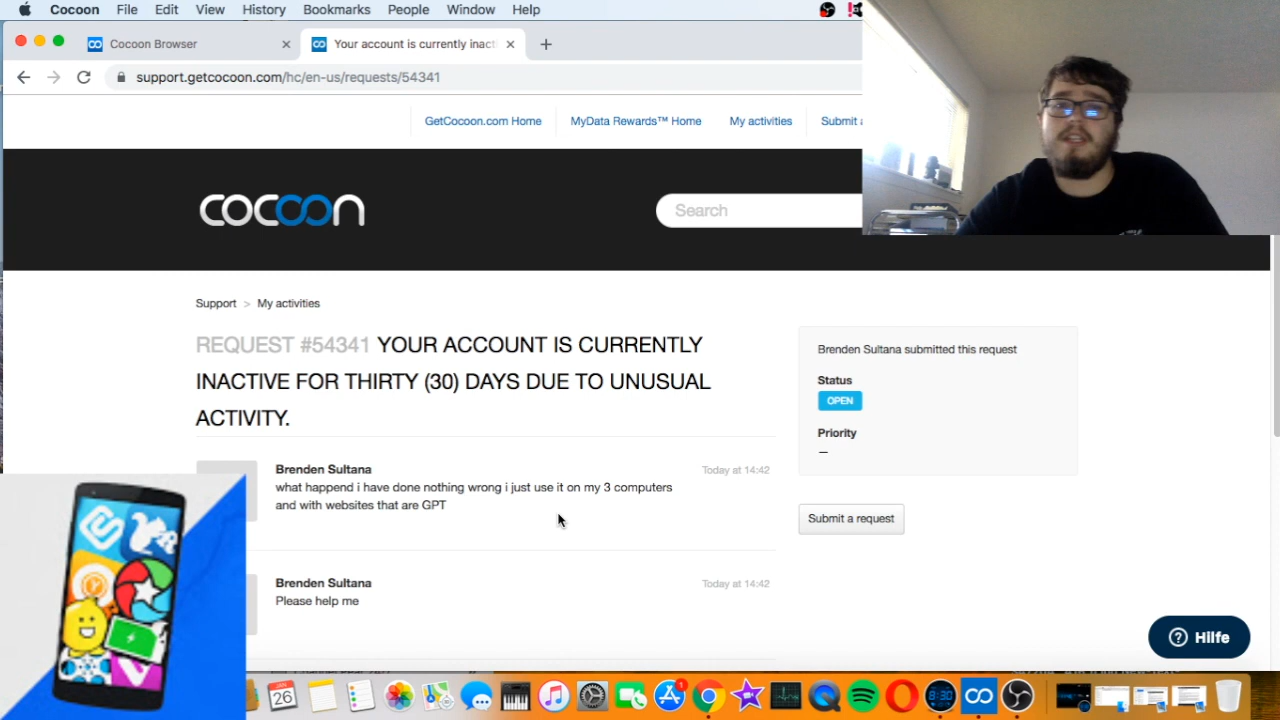 Cocoon File Edit View History Bookmarks People Window Help
Cocoon Browser
Your account is currently inacti
support.getcocoon.com/hc/en-us/requests/54341
GetCocoon.com Home MyData Rewards™ Home My activities Submit a
cocoon
Search
Support > My activities
REQUEST #54341 YOUR ACCOUNT IS CURRENTLY
INACTIVE FOR THIRTY (30) DAYS DUE TO UNUSUAL
ACTIVITY.
Brenden Sultana submitted this request
Status
OPEN
Priority
—
Submit a request
Brenden Sultana Today at 14:42
what happend i have done nothing wrong i just use it on my 3 computers
and with websites that are GPT
Brenden Sultana Today at 14:42
Please help me
Hilfe
26
1
8:30